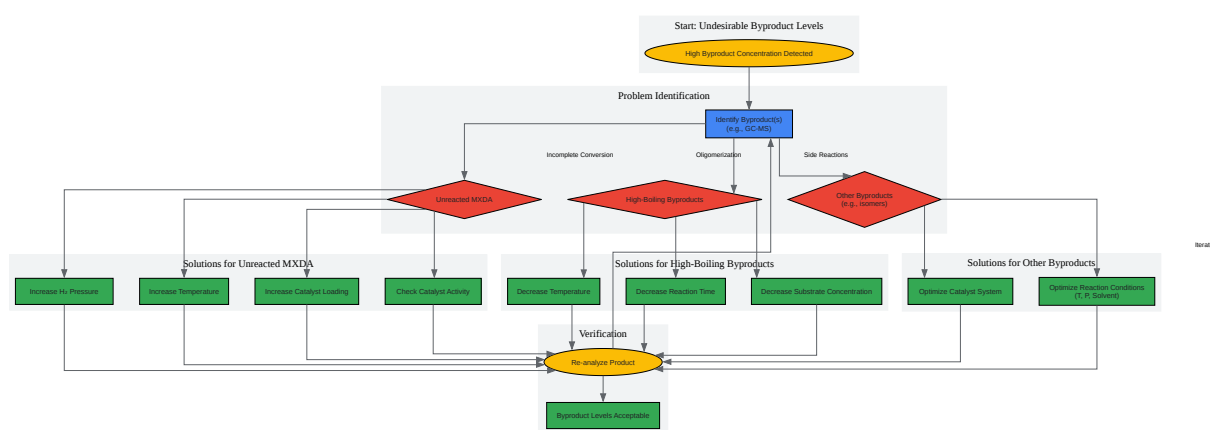 Start: Undesirable Byproduct Levels
High Byproduct Concentration Detected
Problem Identification
Identify Byproduct(s)
(e.g., GC-MS)
Incomplete Conversion
Oligomerization
Side Reactions
Unreacted MXDA
High-Boiling Byproducts
Other Byproducts
(e.g., isomers)
Iterat
Solutions for Unreacted MXDA
Solutions for High-Boiling Byproducts
Solutions for Other Byproducts
Increase H₂ Pressure
Increase Temperature
Increase Catalyst Loading
Check Catalyst Activity
Decrease Temperature
Decrease Reaction Time
Decrease Substrate Concentration
Optimize Catalyst System
Optimize Reaction Conditions
(T, P, Solvent)
Verification
Re-analyze Product
Byproduct Levels Acceptable